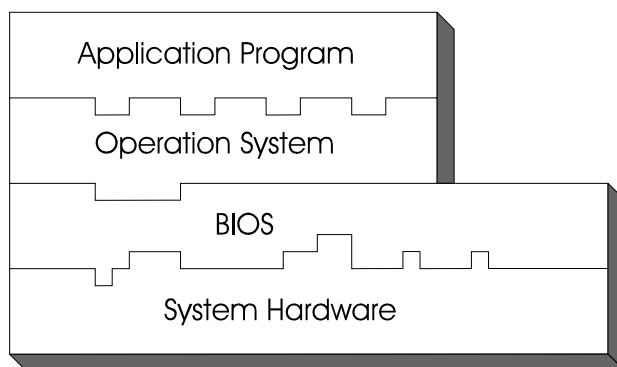 Application Program
Operation System
BIOS
System Hardware